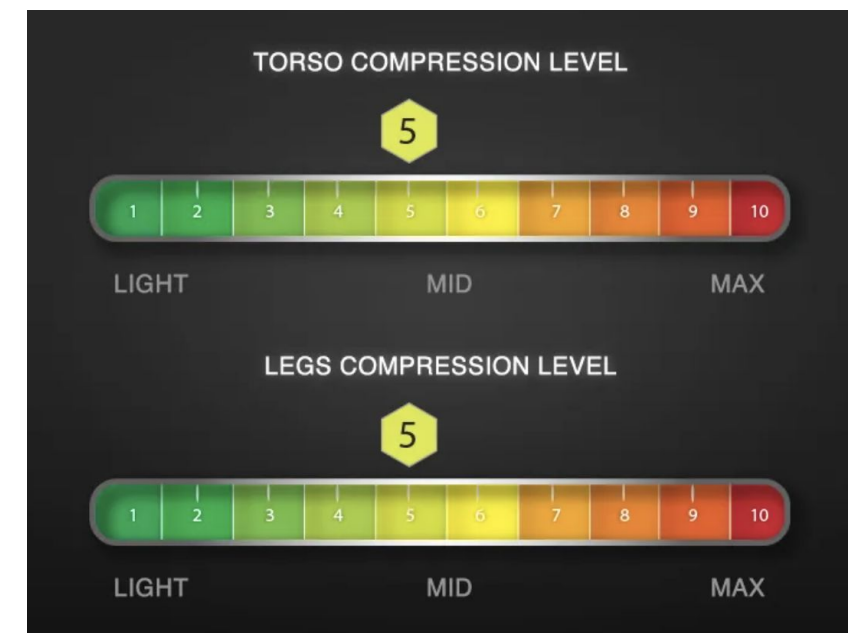 TORSO COMPRESSION LEVEL
5
1 2 3 4 5 6 7 8 9 10
LIGHT MID MAX
LEGS COMPRESSION LEVEL
5
1 2 3 4 5 6 7 8 9 10
LIGHT MID MAX